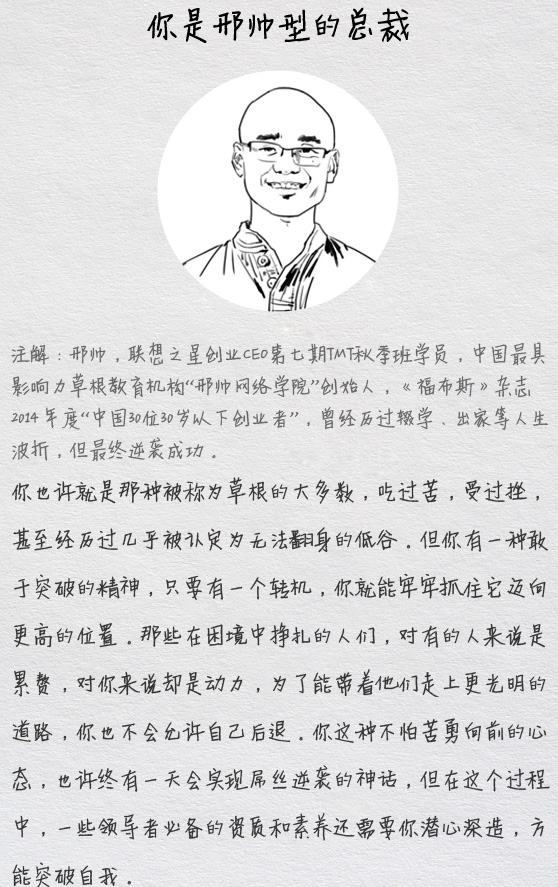 你是邢帅型的总裁
注解：邢帅，联想之星创业CEO第七期TMT秋季班学员，中国最具
影响力草根教育机构“邢帅网络学院”创始人，《福布斯》杂志
2014年度“中国30位30岁以下创业者”，曾经历过辍学、出家等人生
波折，但最终逆袭成功。
你也许就是那种被称为草根的大多数，吃过苦，受过挫，
甚至经历过几乎被认定为无法翻身的低谷。但你有一种敢
于突破的精神，只要有一个转机，你就能牢牢抓住它迈向
更高的位置。那些在困境中挣扎的人们，对有的人来说是
累赘，对你来说却是动力，为了能带着他们走上更光明的
道路，你也不会允许自己后退。你这种不怕苦勇向前的心
态，也许终有一天会实现屌丝逆袭的神话，但在这个过程
中，一些领导者必备的资质和素养还需要你潜心深造，方
能突破自我。